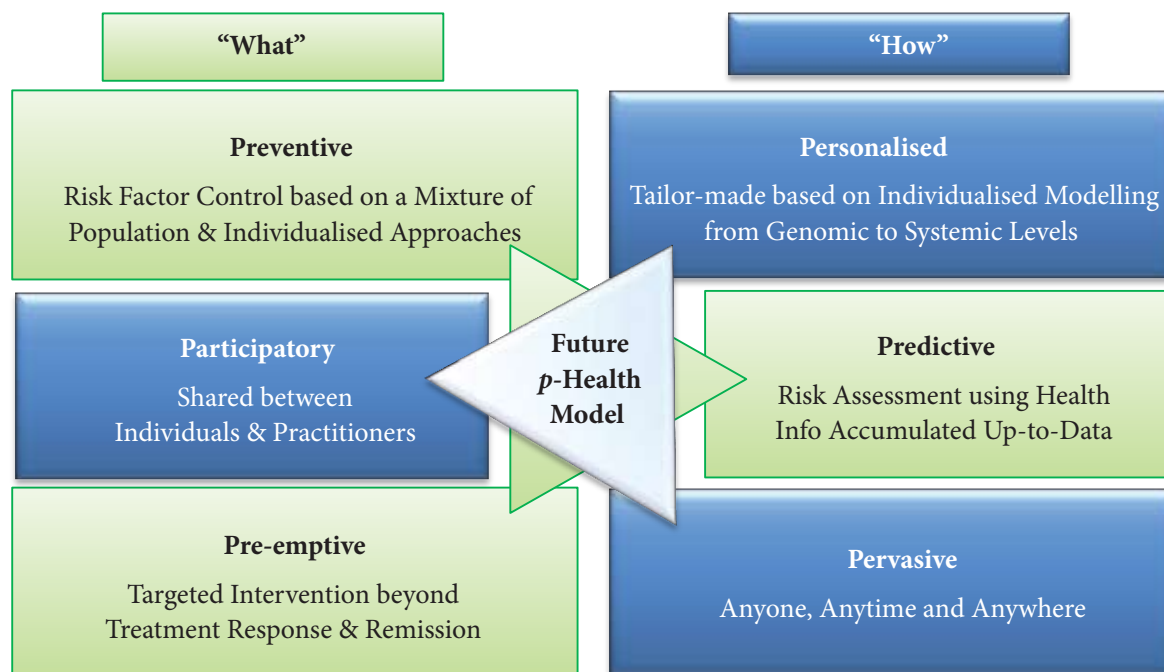 “What”
“How”
Preventive
Risk Factor Control based on a Mixture of
Population & Individualised Approaches
Personalised
Tailor-made based on Individualised Modelling
from Genomic to Systemic Levels
Participatory
Shared between
Individuals & Practitioners
Future
p-Health
Model
Predictive
Risk Assessment using Health
Info Accumulated Up-to-Data
Pre-emptive
Targeted Intervention beyond
Treatment Response & Remission
Pervasive
Anyone, Anytime and Anywhere